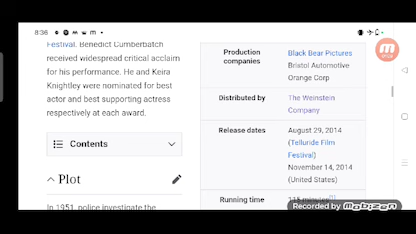 8:36
Festival. Benedict Cumberbatch
received widespread critical acclaim
for his performance. He and Keira
Knightley were nominated for best
actor and best supporting actress
respectively at each award.
Contents
Plot
In 1951, police investigate the
Production
companies
Black Bear Pictures
Bristol Automotive
Orange Corp
Distributed by
The Weinstein
Company
Release dates
August 29, 2014
(Telluride Film
Festival)
November 14, 2014
(United States)
Running time
Recorded by Mobizen